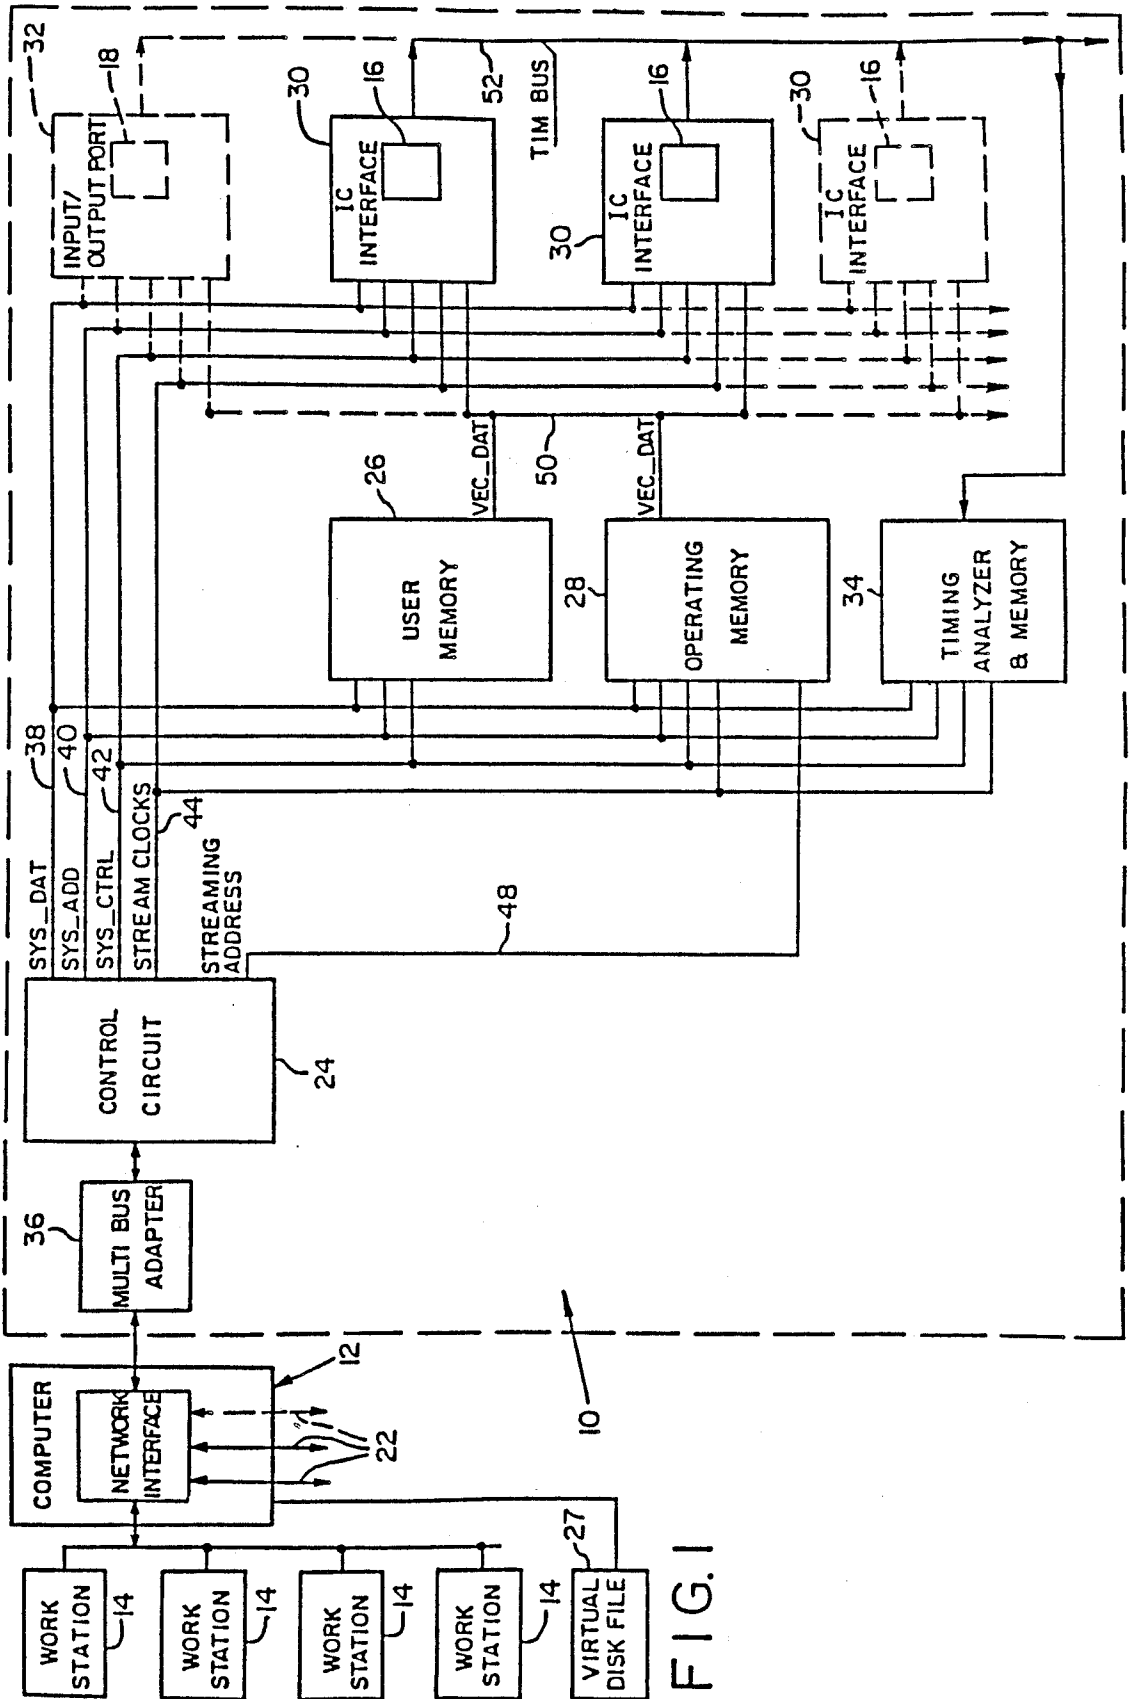 WORK
STATION
14
WORK
STATION
14
WORK
STATION
14
WORK
STATION
14
VIRTUAL
DISK FILE
27
COMPUTER
NETWORK
INTERFACE
12
22
10
36
MULTI BUS
ADAPTER
CONTROL
CIRCUIT
24
SYS_DAT
38
SYS_ADD
40
SYS_CTRL
42
STREAM CLOCKS
44
STREAMING
ADDRESS
48
USER
MEMORY
26
VEC_DAT
OPERATING
MEMORY
28
VEC_DAT
50
TIMING
ANALYZER
& MEMORY
34
INPUT/
OUTPUT PORT
18
32
IC
INTERFACE
16
30
IC
INTERFACE
16
30
IC
INTERFACE
16
30
52
TIM BUS
FIG. 1